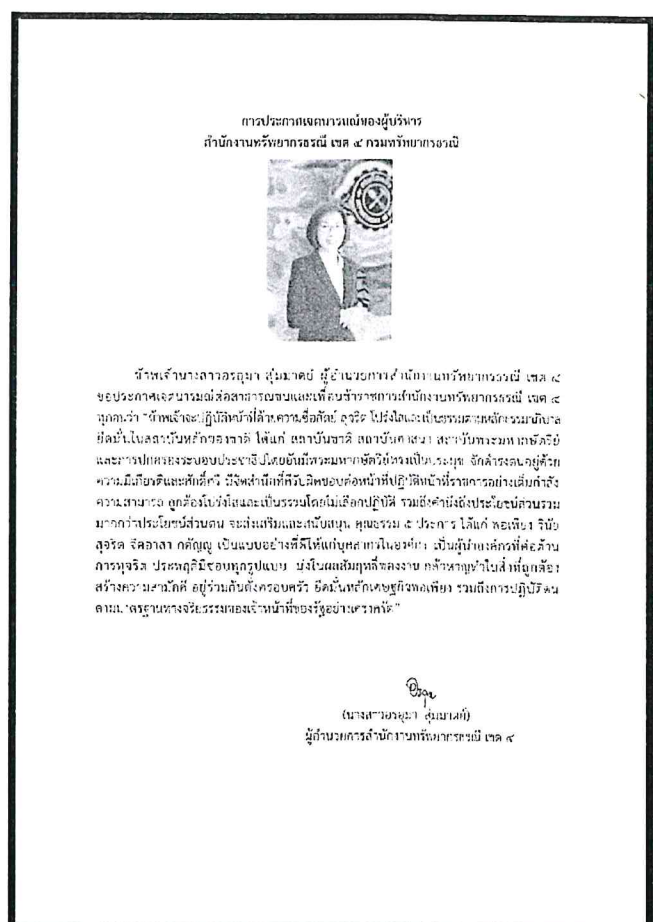 การประกาศเจตนารมณ์ของผู้บริหาร
สำนักงานทรัพยากรธรณี เขต ๔ กรมทรัพยากรธรณี
ข้าพเจ้านางสาวอรอุมา สุ่มมาตย์ ผู้อำนวยการสำนักงานทรัพยากรธรณี เขต ๔
ขอประกาศเจตนารมณ์ต่อสาธารณชนและเพื่อนข้าราชการสำนักงานทรัพยากรธรณี เขต ๔
ทุกคนว่า "ข้าพเจ้าจะปฏิบัติหน้าที่ด้วยความซื่อสัตย์ สุจริต โปร่งใสและเป็นธรรมตามหลักธรรมาภิบาล
ยึดมั่นในสถาบันหลักของชาติ ได้แก่ สถาบันชาติ สถาบันศาสนา สถาบันพระมหากษัตริย์
และการปกครองระบอบประชาธิปไตยอันมีพระมหากษัตริย์ทรงเป็นประมุข จักดำรงตนอยู่ด้วย
ความมีเกียรติและศักดิ์ศรี มีจิตสำนึกที่ดีรับผิดชอบต่อหน้าที่ปฏิบัติหน้าที่ราชการอย่างเต็มกำลัง
ความสามารถ ถูกต้องโปร่งใสและเป็นธรรมโดยไม่เลือกปฏิบัติ รวมถึงคำนึงถึงประโยชน์ส่วนรวม
มากกว่าประโยชน์ส่วนตน จะส่งเสริมและสนับสนุน คุณธรรม ๕ ประการ ได้แก่ พอเพียง วินัย
สุจริต จิตอาสา กตัญญู เป็นแบบอย่างที่ดีให้แก่บุคลากรในองค์กร เป็นผู้นำองค์กรที่ต่อต้าน
การทุจริต ประพฤติมิชอบทุกรูปแบบ มุ่งในผลสัมฤทธิ์ของงาน กล้าหาญทำในสิ่งที่ถูกต้อง
สร้างความสามัคคี อยู่ร่วมกันดั่งครอบครัว ยึดมั่นหลักเศรษฐกิจพอเพียง รวมถึงการปฏิบัติตน
ตามมาตรฐานทางจริยธรรมของเจ้าหน้าที่ของรัฐอย่างเคร่งครัด"
(นางสาวอรอุมา สุ่มมาตย์)
ผู้อำนวยการสำนักงานทรัพยากรธรณี เขต ๔